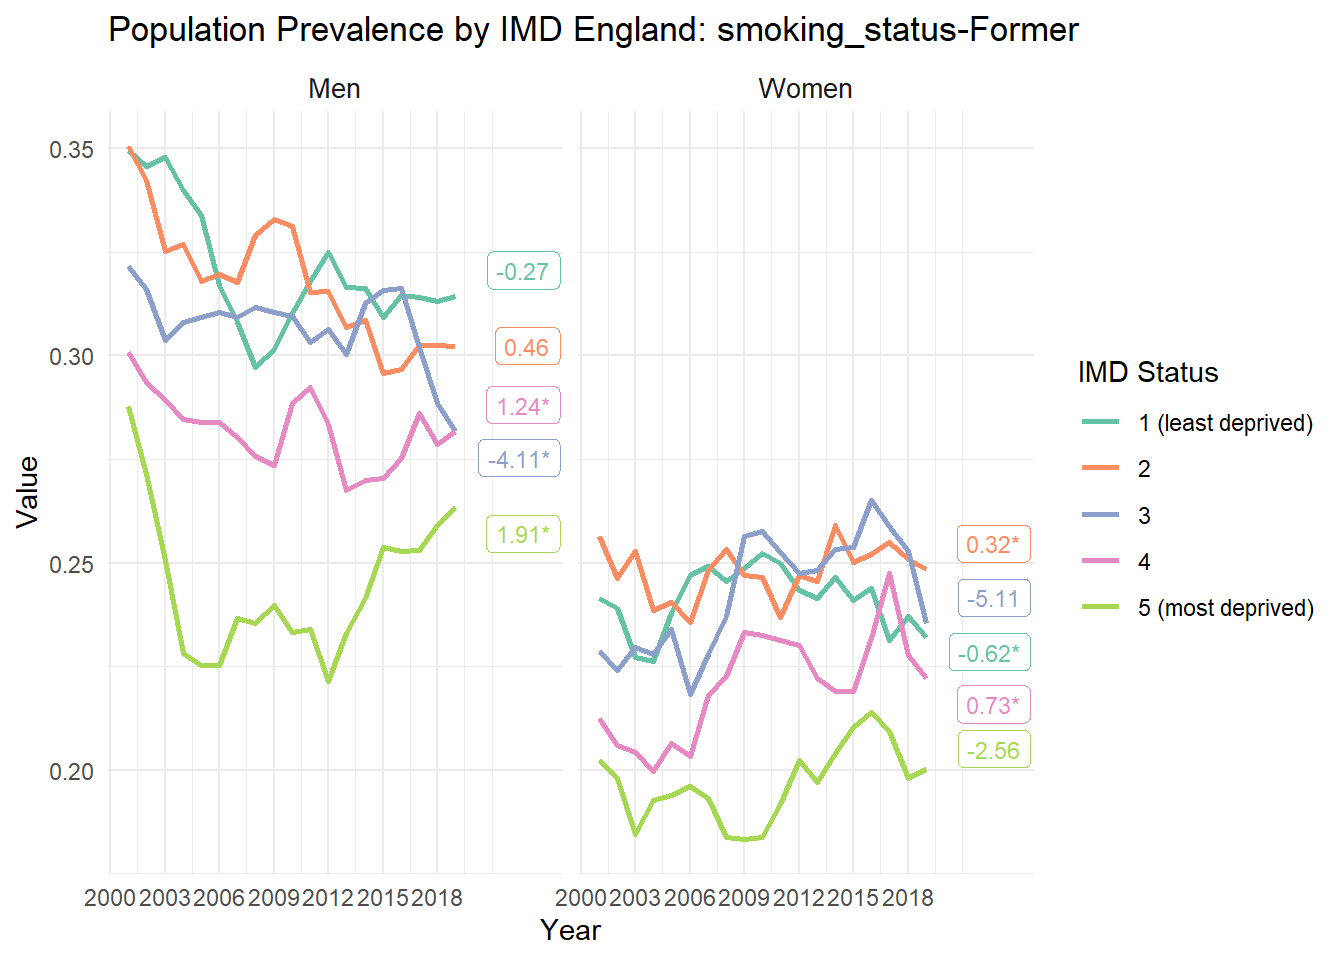 Population Prevalence by IMD England: smoking_status-Former
Men
Women
0.35
0.30
0.25
0.20
Value
-0.27
0.46
1.24*
-4.11*
1.91*
0.32*
-5.11
-0.62*
0.73*
-2.56
2000 2003 2006 2009 2012 2015 2018
2000 2003 2006 2009 2012 2015 2018
Year
IMD Status
1 (least deprived)
2
3
4
5 (most deprived)